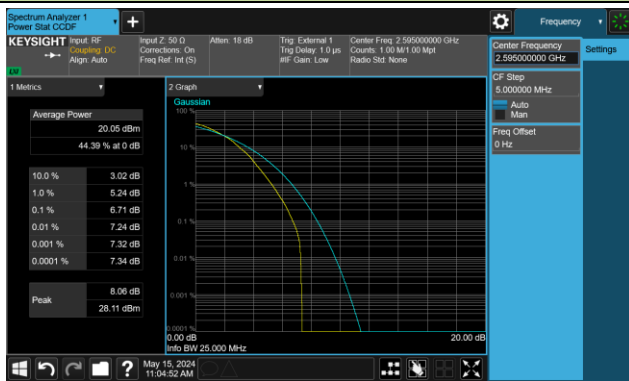 Spectrum Analyzer 1
Power Stat CCDF
Frequency
KEYSIGHT
Input: RF
Coupling: DC
Align: Auto
Input Z: 50 Ω
Corrections: On
Freq Ref: Int (S)
Atten: 18 dB
Trig: External 1
Trig Delay: 1.0 µs
#IF Gain: Low
Center Freq: 2.595000000 GHz
Counts: 1.00 M/1.00 Mpt
Radio Std: None
Center Frequency
2.595000000 GHz
Settings
CF Step
5.000000 MHz
Auto
Man
Freq Offset
0 Hz
1 Metrics
Average Power
20.05 dBm
44.39 % at 0 dB
10.0 % 3.02 dB
1.0 % 5.24 dB
0.1 % 6.71 dB
0.01 % 7.24 dB
0.001 % 7.32 dB
0.0001 % 7.34 dB
Peak
8.06 dB
28.11 dBm
2 Graph
Gaussian
100 %
10 %
1 %
0.1 %
0.01 %
0.001 %
0.0001 %
0.00 dB
20.00 dB
Info BW 25.000 MHz
May 15, 2024
11:04:52 AM